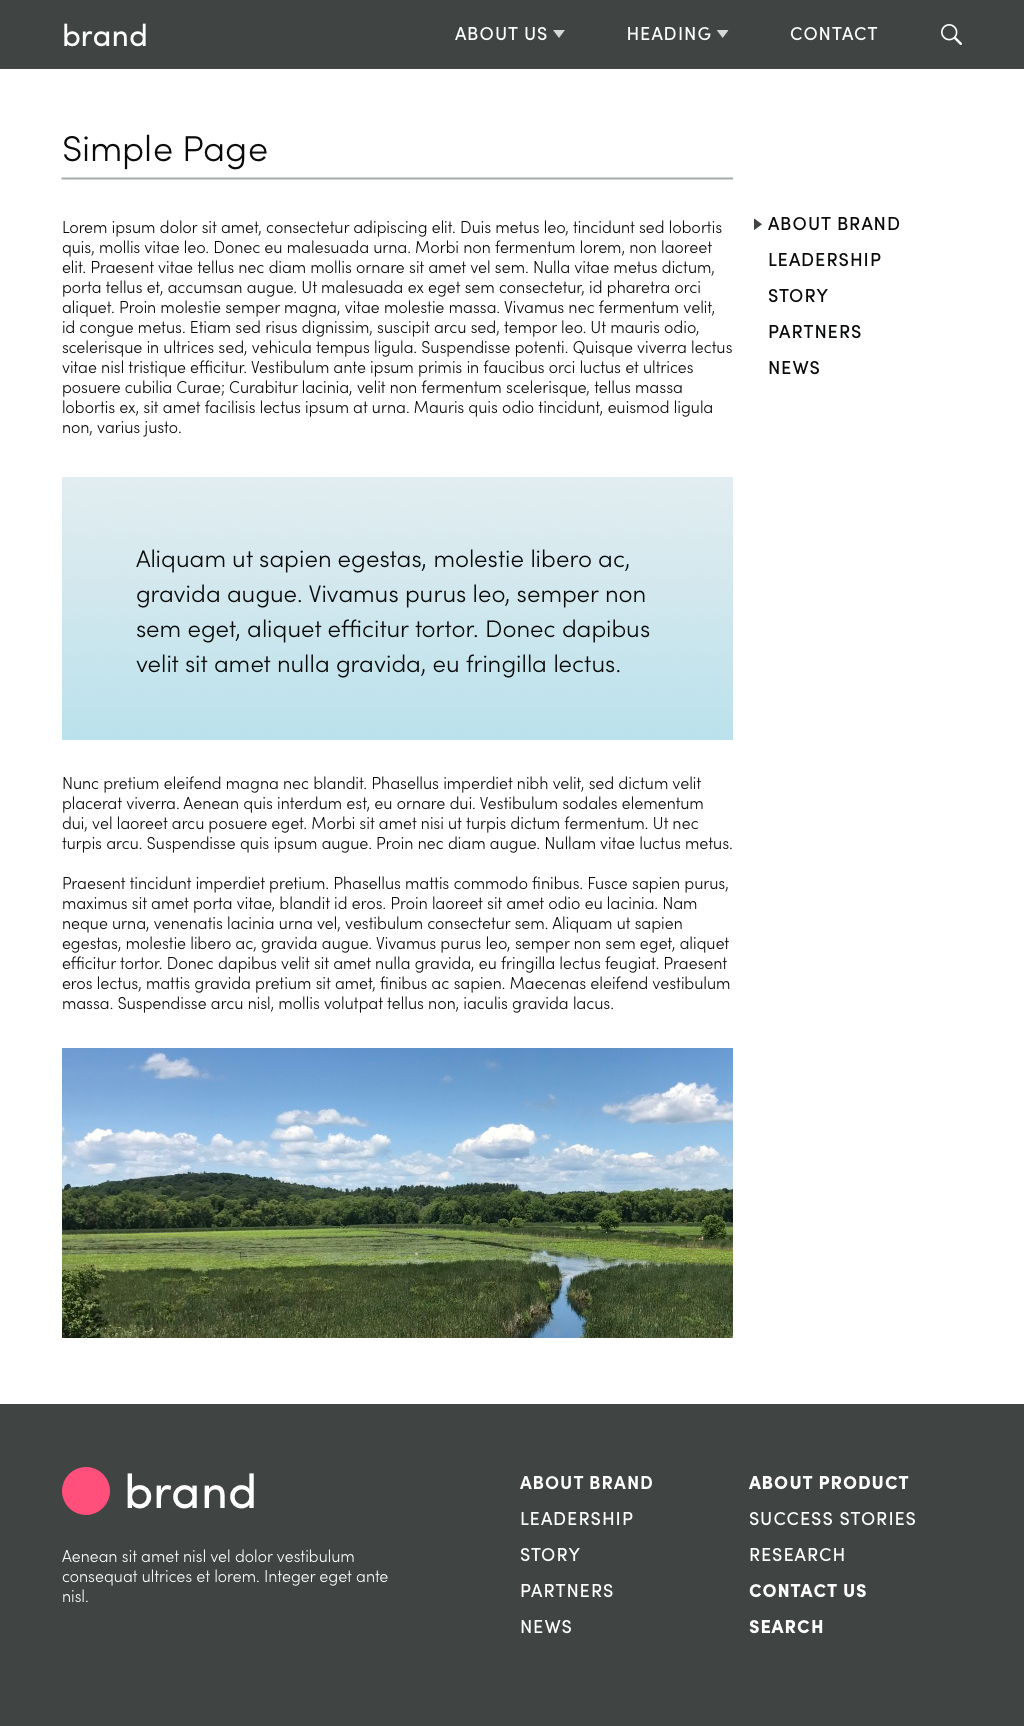 brand
ABOUT US
HEADING
CONTACT
Simple Page
Lorem ipsum dolor sit amet, consectetur adipiscing elit. Duis metus leo, tincidunt sed lobortis
quis, mollis vitae leo. Donec eu malesuada urna. Morbi non fermentum lorem, non laoreet
elit. Praesent vitae tellus nec diam mollis ornare sit amet vel sem. Nulla vitae metus dictum,
porta tellus et, accumsan augue. Ut malesuada ex eget sem consectetur, id pharetra orci
aliquet. Proin molestie semper magna, vitae molestie massa. Vivamus nec fermentum velit,
id congue metus. Etiam sed risus dignissim, suscipit arcu sed, tempor leo. Ut mauris odio,
scelerisque in ultrices sed, vehicula tempus ligula. Suspendisse potenti. Quisque viverra lectus
vitae nisl tristique efficitur. Vestibulum ante ipsum primis in faucibus orci luctus et ultrices
posuere cubilia Curae; Curabitur lacinia, velit non fermentum scelerisque, tellus massa
lobortis ex, sit amet facilisis lectus ipsum at urna. Mauris quis odio tincidunt, euismod ligula
non, varius justo.
ABOUT BRAND
LEADERSHIP
STORY
PARTNERS
NEWS
Aliquam ut sapien egestas, molestie libero ac,
gravida augue. Vivamus purus leo, semper non
sem eget, aliquet efficitur tortor. Donec dapibus
velit sit amet nulla gravida, eu fringilla lectus.
Nunc pretium eleifend magna nec blandit. Phasellus imperdiet nibh velit, sed dictum velit
placerat viverra. Aenean quis interdum est, eu ornare dui. Vestibulum sodales elementum
dui, vel laoreet arcu posuere eget. Morbi sit amet nisi ut turpis dictum fermentum. Ut nec
turpis arcu. Suspendisse quis ipsum augue. Proin nec diam augue. Nullam vitae luctus metus.
Praesent tincidunt imperdiet pretium. Phasellus mattis commodo finibus. Fusce sapien purus,
maximus sit amet porta vitae, blandit id eros. Proin laoreet sit amet odio eu lacinia. Nam
neque urna, venenatis lacinia urna vel, vestibulum consectetur sem. Aliquam ut sapien
egestas, molestie libero ac, gravida augue. Vivamus purus leo, semper non sem eget, aliquet
efficitur tortor. Donec dapibus velit sit amet nulla gravida, eu fringilla lectus feugiat. Praesent
eros lectus, mattis gravida pretium sit amet, finibus ac sapien. Maecenas eleifend vestibulum
massa. Suspendisse arcu nisl, mollis volutpat tellus non, iaculis gravida lacus.
brand
Aenean sit amet nisl vel dolor vestibulum
consequat ultrices et lorem. Integer eget ante
nisl.
ABOUT BRAND
LEADERSHIP
STORY
PARTNERS
NEWS
ABOUT PRODUCT
SUCCESS STORIES
RESEARCH
CONTACT US
SEARCH